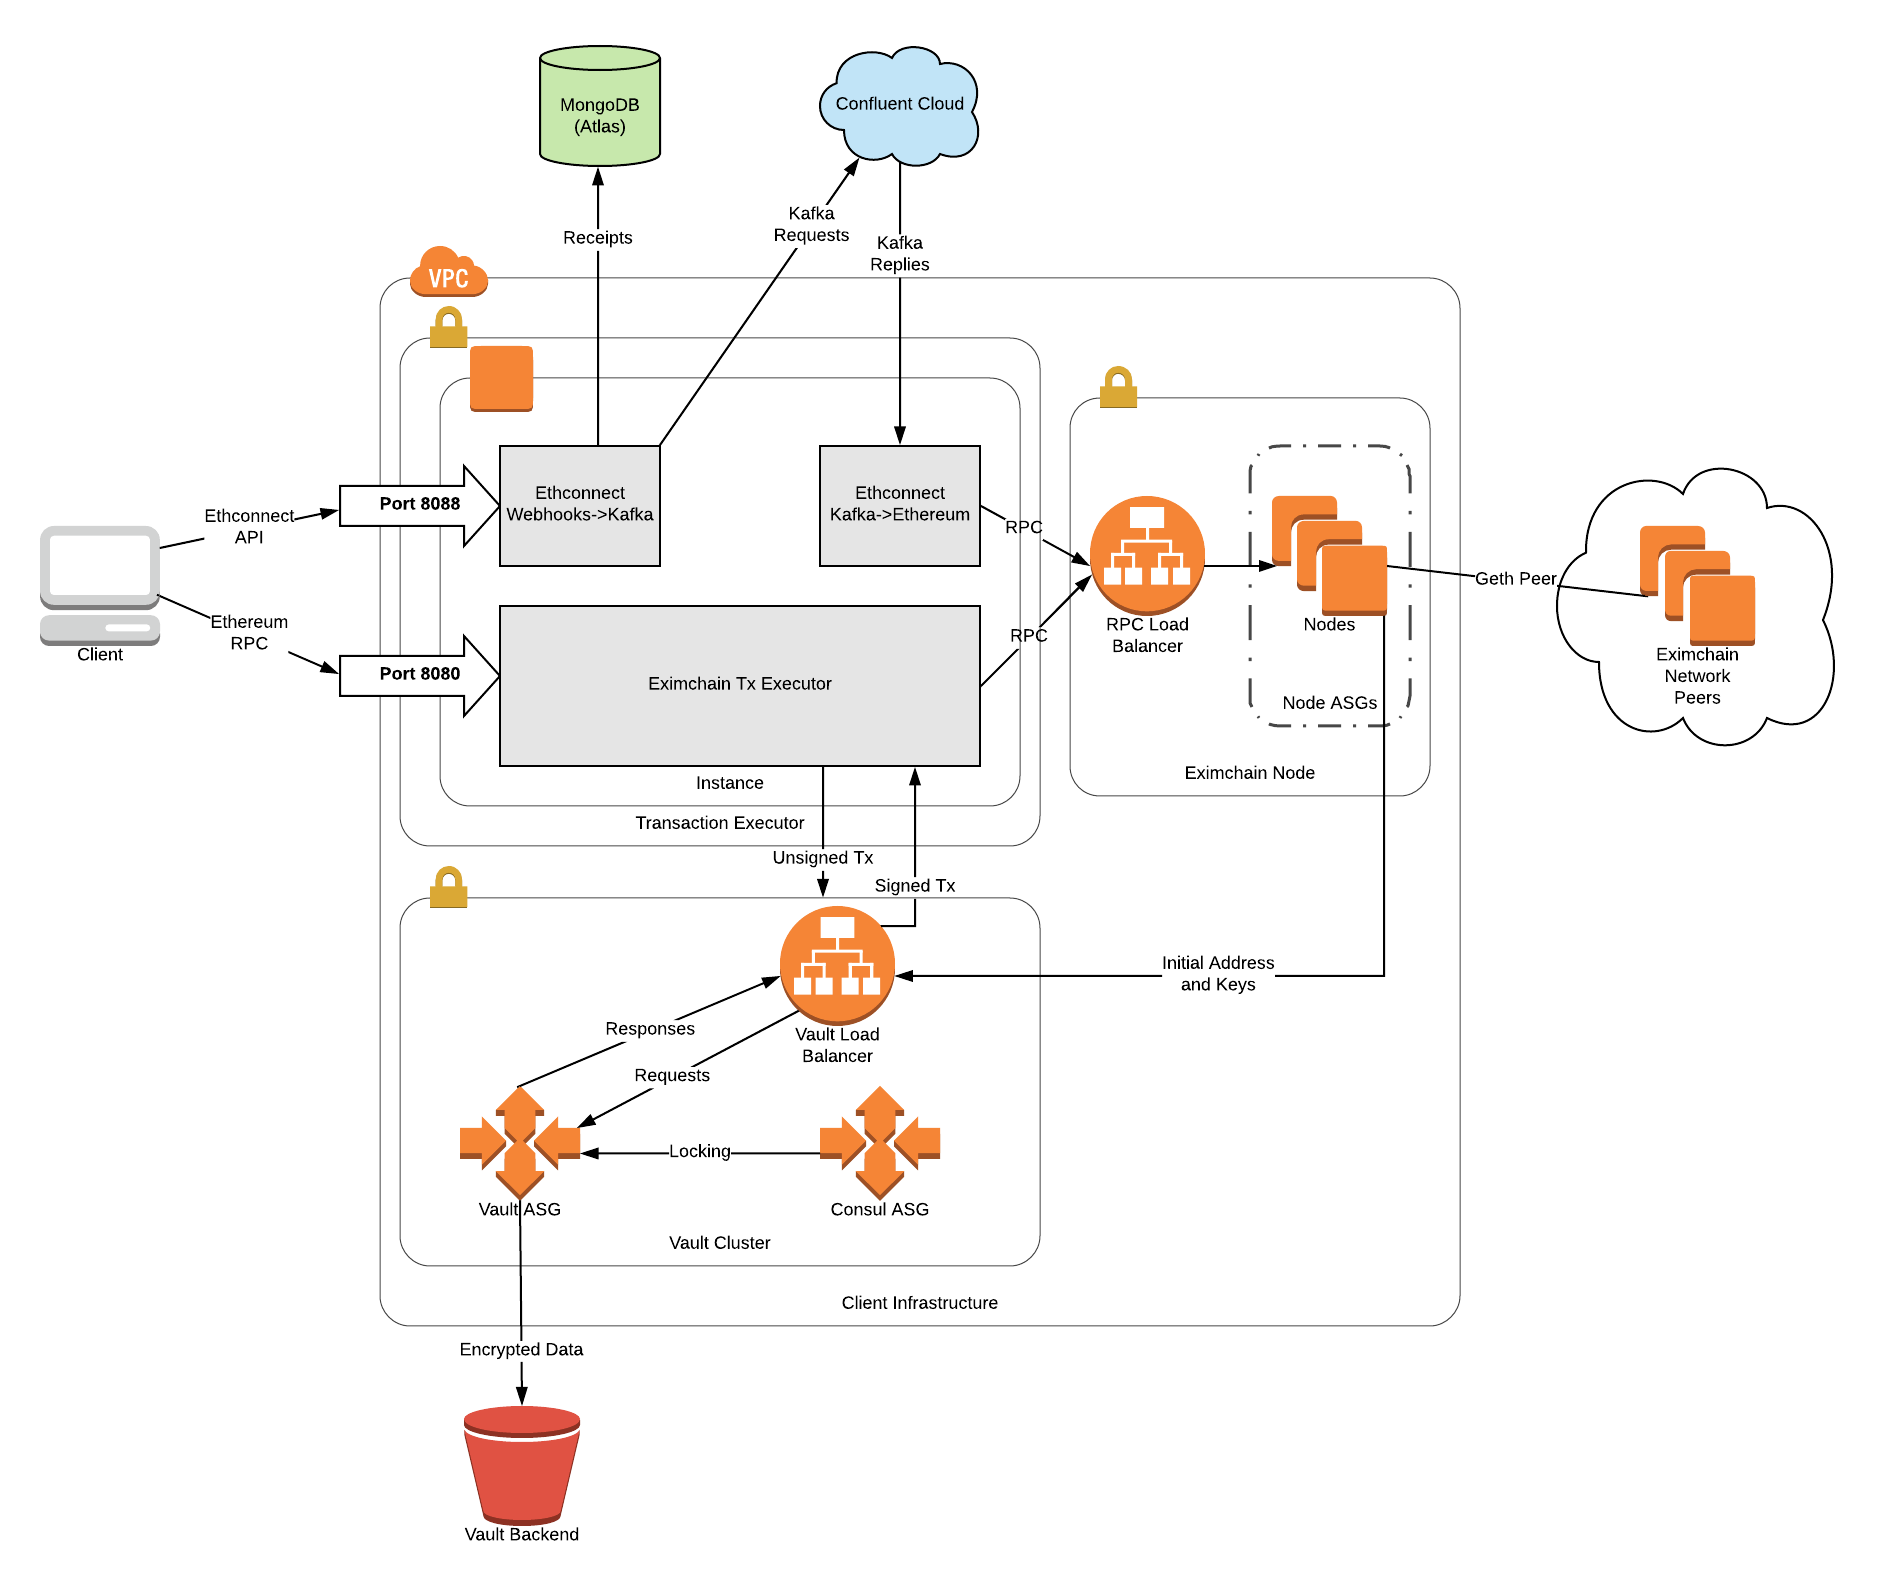 MongoDB
(Atlas)
Confluent Cloud
Kafka
Requests
Receipts
Kafka
Replies
VPC
Ethconnect
Webhooks->Kafka
Ethconnect
Kafka->Ethereum
Port 8088
Ethconnect
API
RPC
Geth Peer
Ethereum
RPC
RPC Load
Balancer
Nodes
RPC
Client
Port 8080
Eximchain Tx Executor
Eximchain
Network
Peers
Node ASGs
Instance
Eximchain Node
Transaction Executor
Unsigned Tx
Signed Tx
Initial Address
and Keys
Responses
Vault Load
Balancer
Requests
Locking
Vault ASG
Consul ASG
Vault Cluster
Client Infrastructure
Encrypted Data
Vault Backend